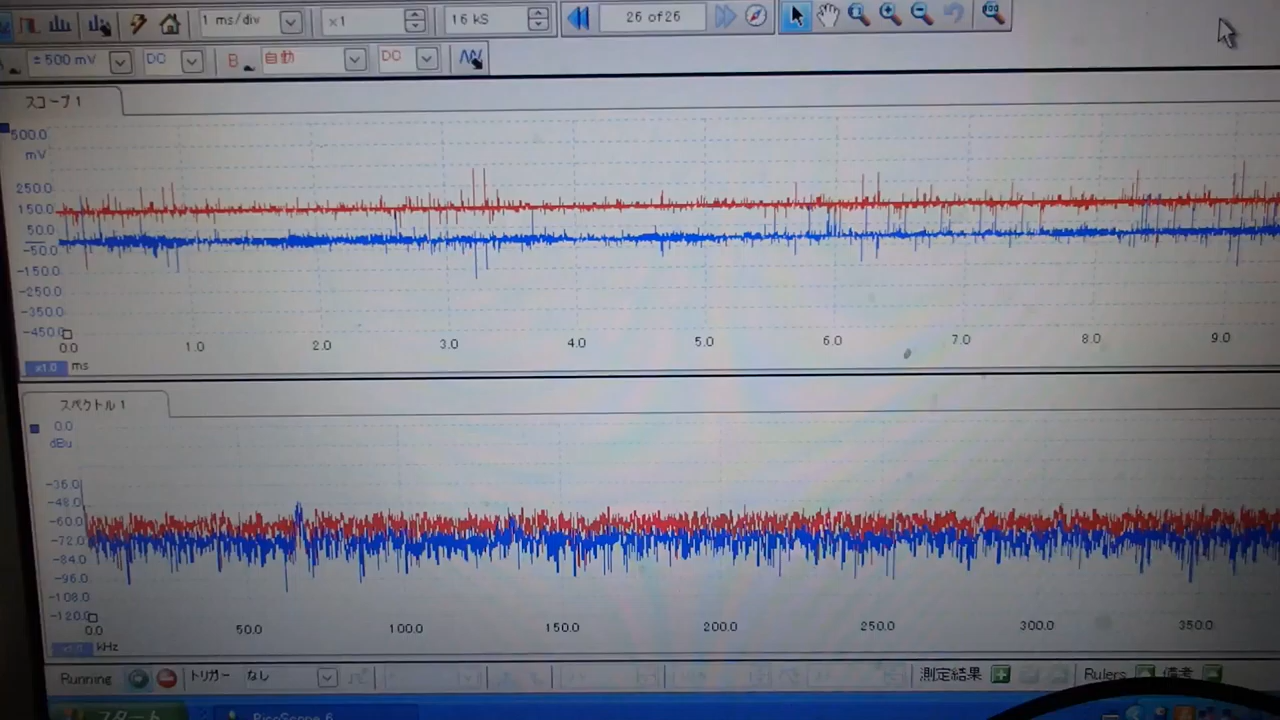 1 ms/div ×1 16 kS 26 of 26
±500 mV DC B 自動 DC
スコープ 1
500.0
mV
250.0
150.0
50.0
-50.0
-150.0
-250.0
-350.0
-450.0
0.0 1.0 2.0 3.0 4.0 5.0 6.0 7.0 8.0 9.0
x1.0 ms
スペクトル 1
0.0
dBu
-36.0
-48.0
-60.0
-72.0
-84.0
-96.0
-108.0
-120.0
0.0 50.0 100.0 150.0 200.0 250.0 300.0 350.0
x1.0 kHz
Running トリガー なし 測定結果 Rulers 備考
スタート PicoScope 6